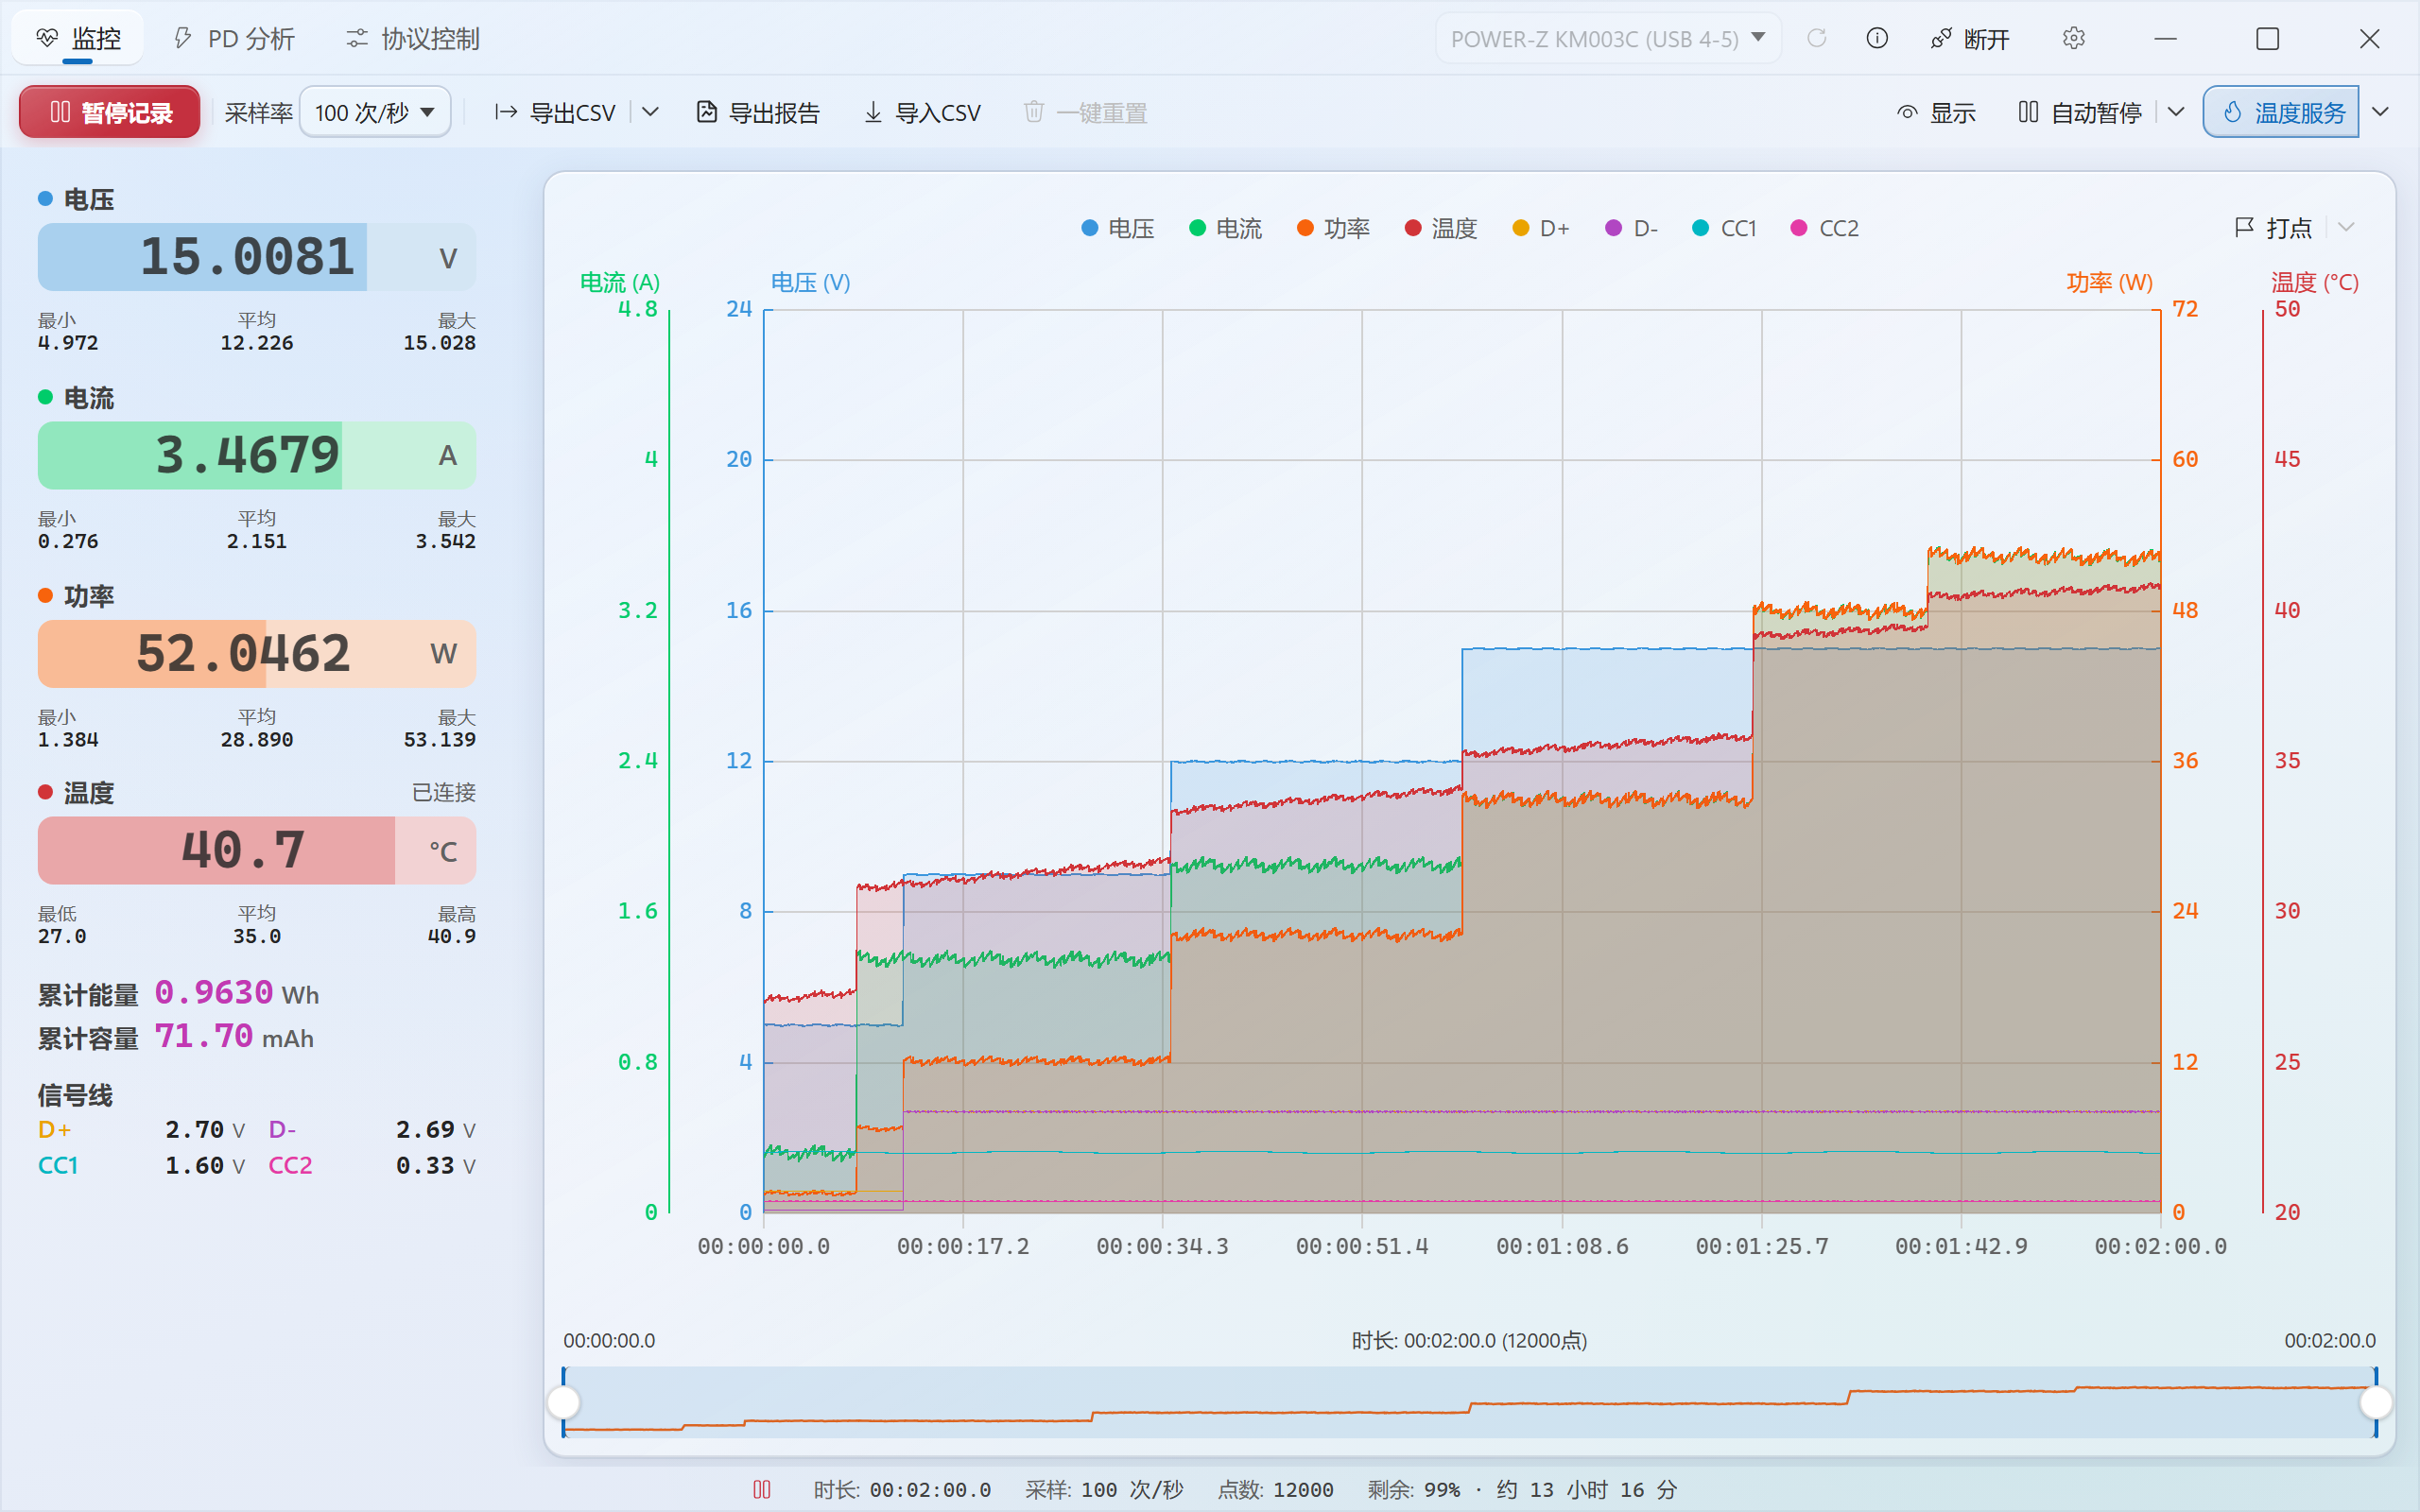 监控 PD 分析 协议控制 POWER-Z KM003C (USB 4-5) 断开
暂停记录 采样率 100 次/秒 导出CSV 导出报告 导入CSV 一键重置 显示 自动暂停 温度服务
电压
15.0081 V
最小 平均 最大
4.972 12.226 15.028
电流
3.4679 A
最小 平均 最大
0.276 2.151 3.542
功率
52.0462 W
最小 平均 最大
1.384 28.890 53.139
温度 已连接
40.7 °C
最低 平均 最高
27.0 35.0 40.9
累计能量 0.9630 Wh
累计容量 71.70 mAh
信号线
D+ 2.70 V D- 2.69 V
CC1 1.60 V CC2 0.33 V
电压 电流 功率 温度 D+ D- CC1 CC2 打点
电流 (A) 电压 (V) 功率 (W) 温度 (°C)
4.8 24 72 50
4 20 60 45
3.2 16 48 40
2.4 12 36 35
1.6 8 24 30
0.8 4 12 25
0 0 0 20
00:00:00.0 00:00:17.2 00:00:34.3 00:00:51.4 00:01:08.6 00:01:25.7 00:01:42.9 00:02:00.0
00:00:00.0 时长: 00:02:00.0 (12000点) 00:02:00.0
时长: 00:02:00.0 采样: 100 次/秒 点数: 12000 剩余: 99% · 约 13 小时 16 分